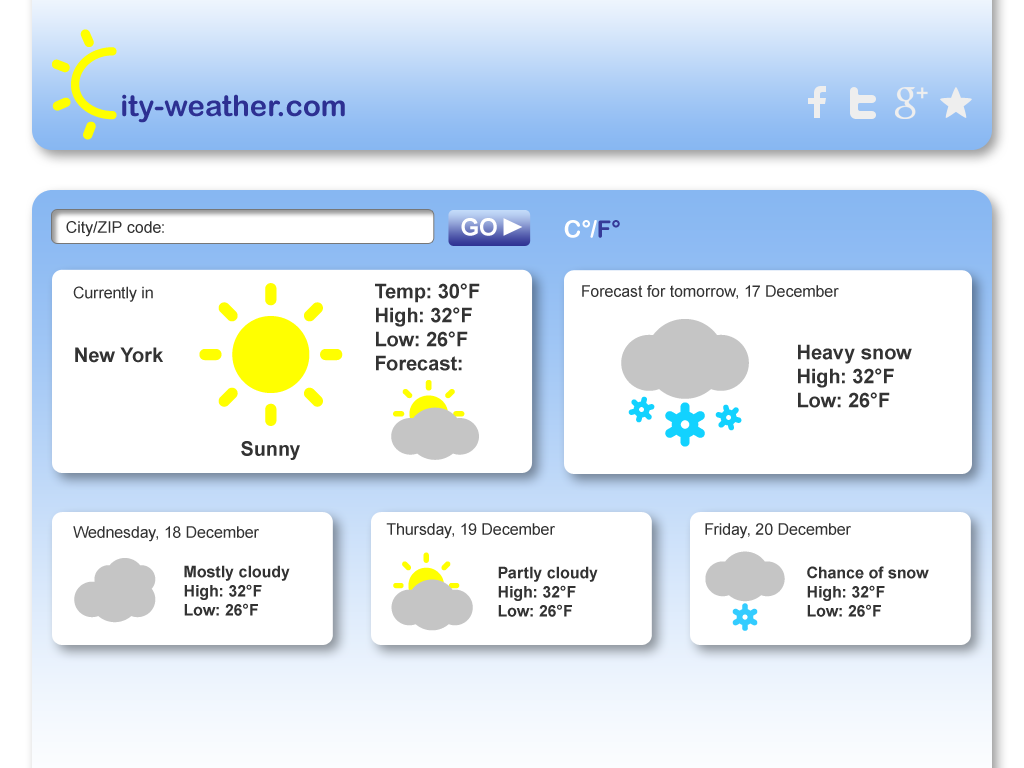 City-weather.com
City/ZIP code:
GO
C°/F°
Currently in
New York
Sunny
Temp: 30°F
High: 32°F
Low: 26°F
Forecast:
Forecast for tomorrow, 17 December
Heavy snow
High: 32°F
Low: 26°F
Wednesday, 18 December
Mostly cloudy
High: 32°F
Low: 26°F
Thursday, 19 December
Partly cloudy
High: 32°F
Low: 26°F
Friday, 20 December
Chance of snow
High: 32°F
Low: 26°F